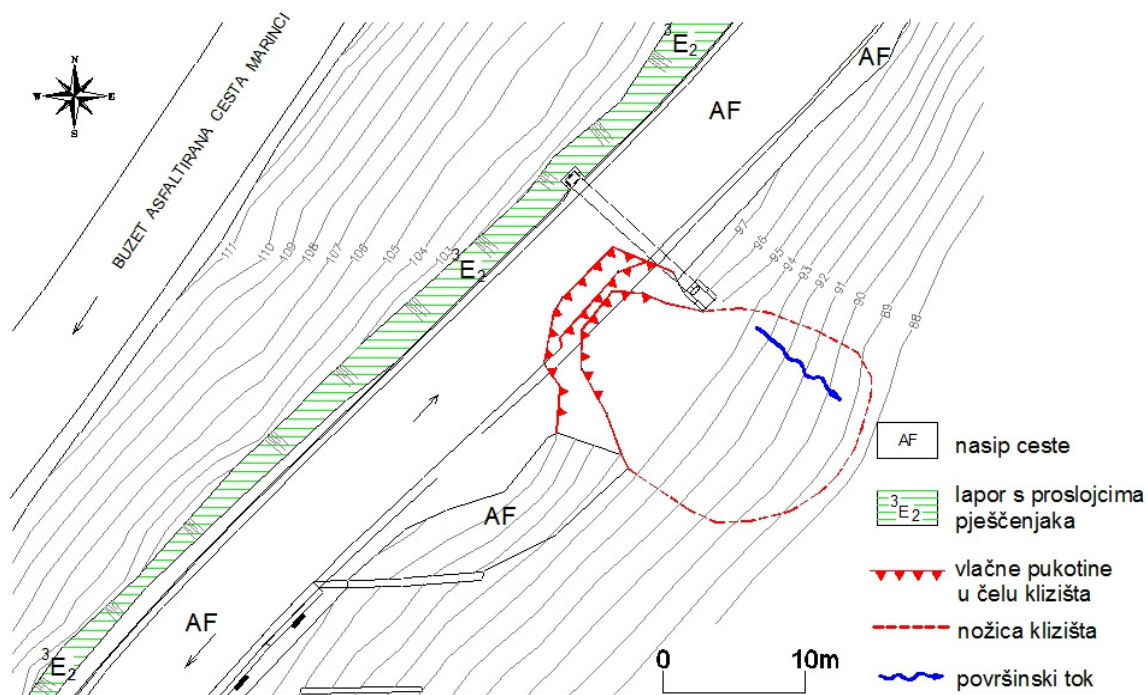 N
W E
S
BUZET ASFALTIRANA CESTA MARINCI
³E₂
AF
AF
111
110
109
108
107
106
105
104
103
³E₂
97
96
95
94
93
92
91
90
89
88
AF
AF
³E₂
AF nasip ceste
³E₂ lapor s proslojcima
pješčenjaka
vlačne pukotine
u čelu klizišta
nožica klizišta
površinski tok
0 10m